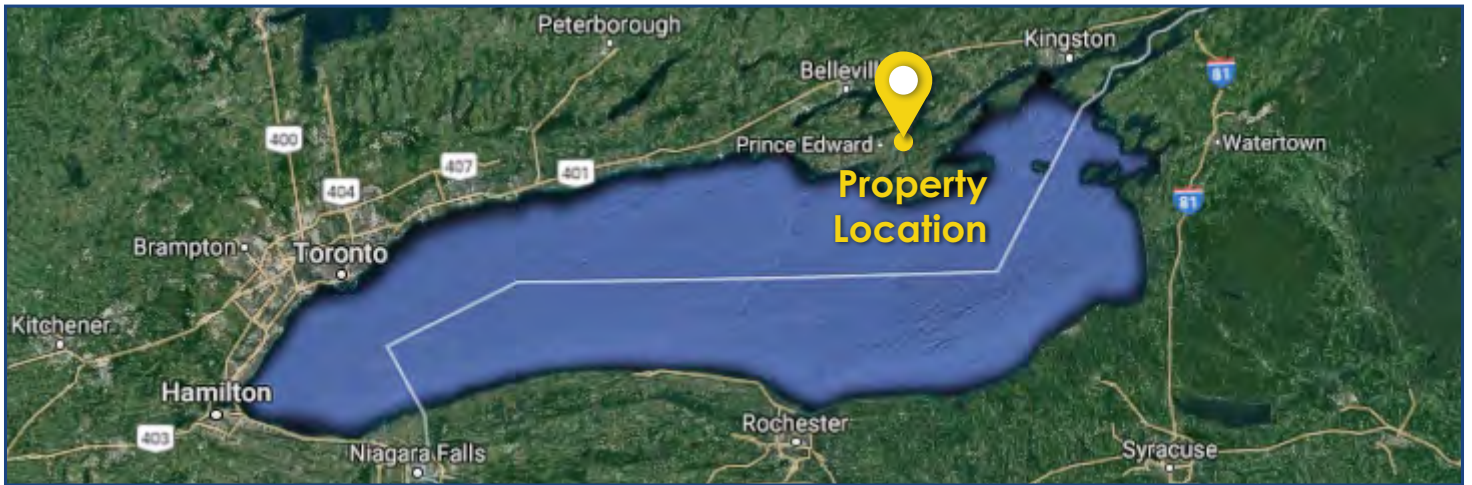 Peterborough
Kingston
Bellevill
81
400
Prince Edward
Watertown
407
401
404
Property
Location
81
Brampton
Toronto
Kitchener
Hamilton
403
Niagara Falls
Rochester
Syracuse